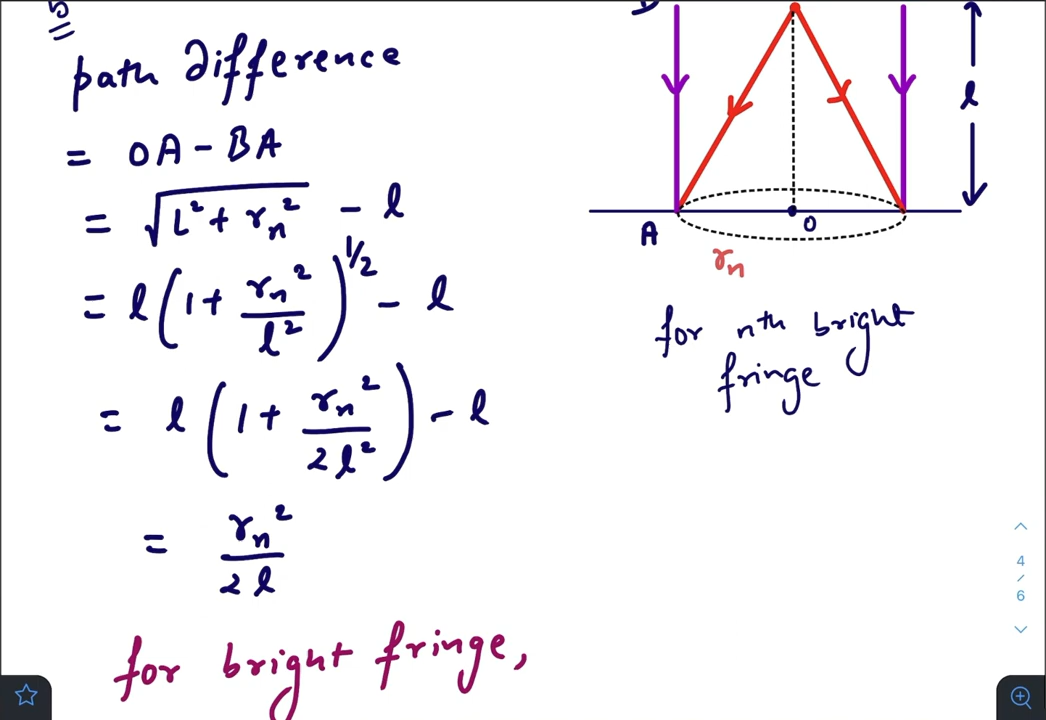 path difference
= OA - BA
= √(L² + rₙ²) - l
= l(1 + rₙ²/l²)^1/2 - l
= l(1 + rₙ²/2l²) - l
= rₙ²/2l
for bright fringe,
l
A
O
rₙ
for nth bright
fringe
4
/
6